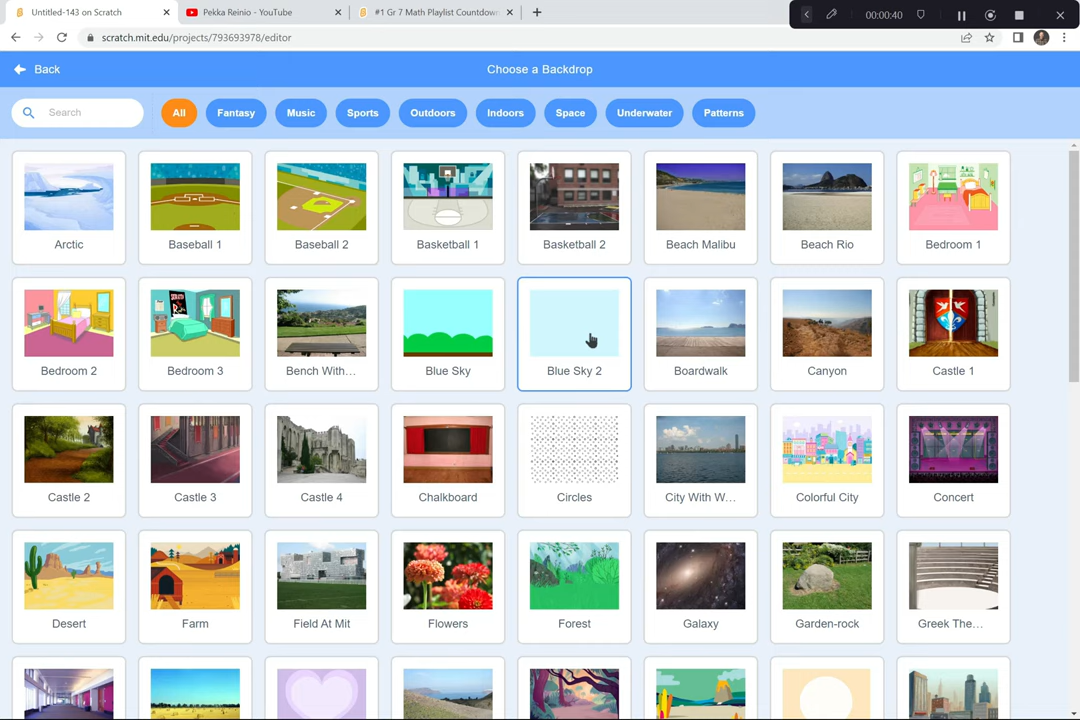 Untitled-143 on Scratch
Pekka Reinio - YouTube
#1 Gr 7 Math Playlist Countdown
00:00:40
scratch.mit.edu/projects/793693978/editor
Back
Choose a Backdrop
Search
All
Fantasy
Music
Sports
Outdoors
Indoors
Space
Underwater
Patterns
Arctic
Baseball 1
Baseball 2
Basketball 1
Basketball 2
Beach Malibu
Beach Rio
Bedroom 1
Bedroom 2
Bedroom 3
Bench With...
Blue Sky
Blue Sky 2
Boardwalk
Canyon
Castle 1
Castle 2
Castle 3
Castle 4
Chalkboard
Circles
City With W...
Colorful City
Concert
Desert
Farm
Field At Mit
Flowers
Forest
Galaxy
Garden-rock
Greek The...